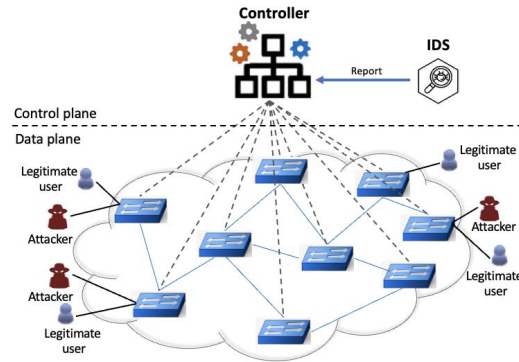 Controller
IDS
Report
Control plane
Data plane
Legitimate
user
Legitimate
user
Attacker
Attacker
Attacker
Legitimate
user
Legitimate
user